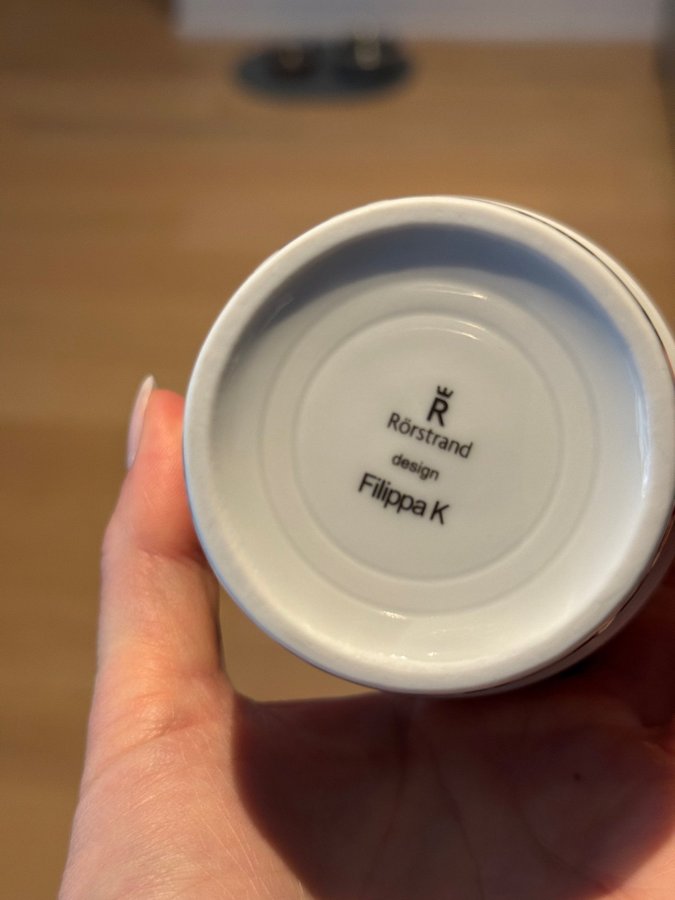 R
Rörstrand
design
Filippa K